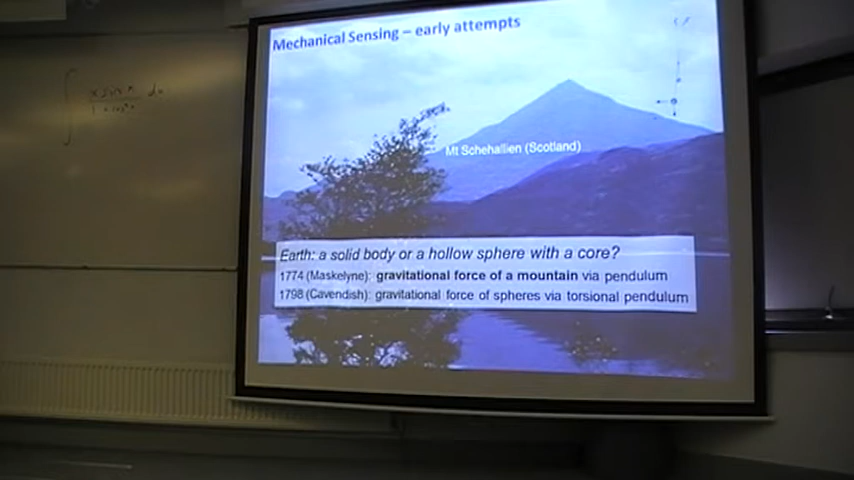 Mechanical Sensing – early attempts
Mt Schehallien (Scotland)
Earth: a solid body or a hollow sphere with a core?
1774 (Maskelyne): gravitational force of a mountain via pendulum
1798 (Cavendish): gravitational force of spheres via torsional pendulum